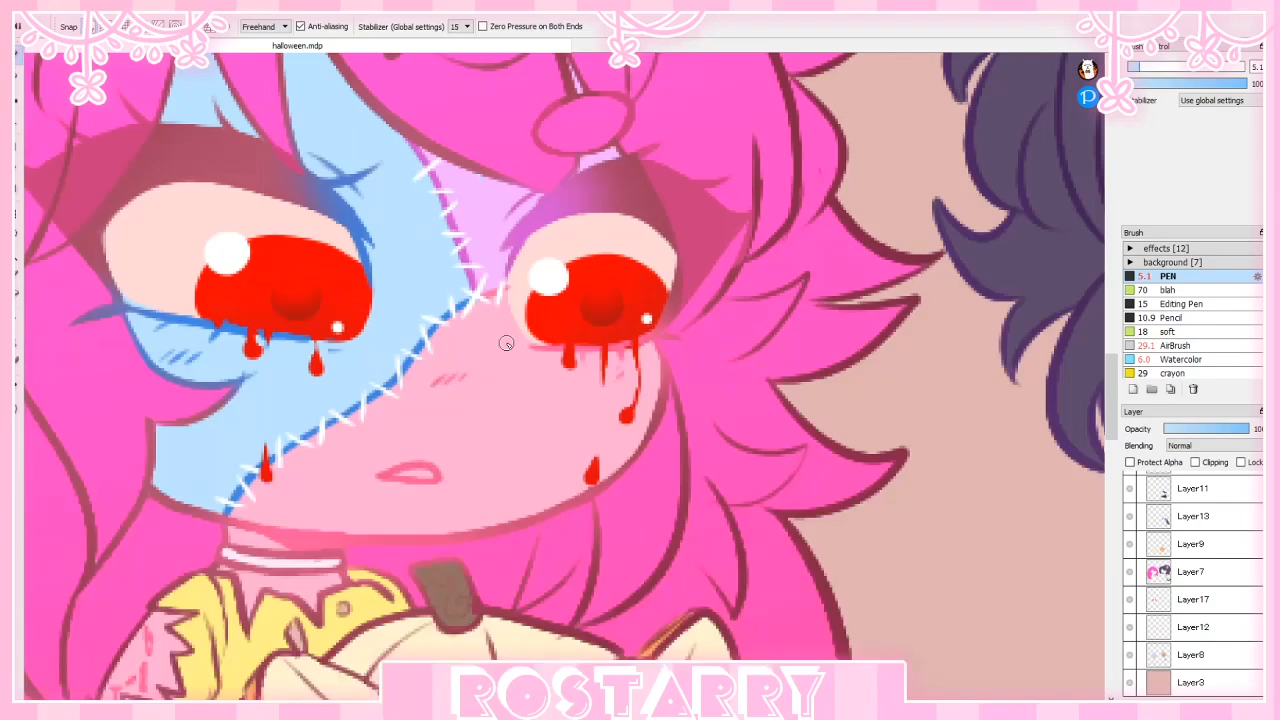 Snap Freehand Anti-aliasing Stabilizer (Global settings) 15 Zero Pressure on Both Ends
halloween.mdp
5.1
100
Use global settings
Brush
effects [12]
background [7]
5.1 PEN
70 blah
15 Editing Pen
10.9 Pencil
18 soft
29.1 AirBrush
6.0 Watercolor
29 crayon
Layer
Opacity
Blending Normal
Protect Alpha Clipping Lock
Layer11
Layer13
Layer9
Layer7
Layer17
Layer12
Layer8
Layer3
ROSTARRY